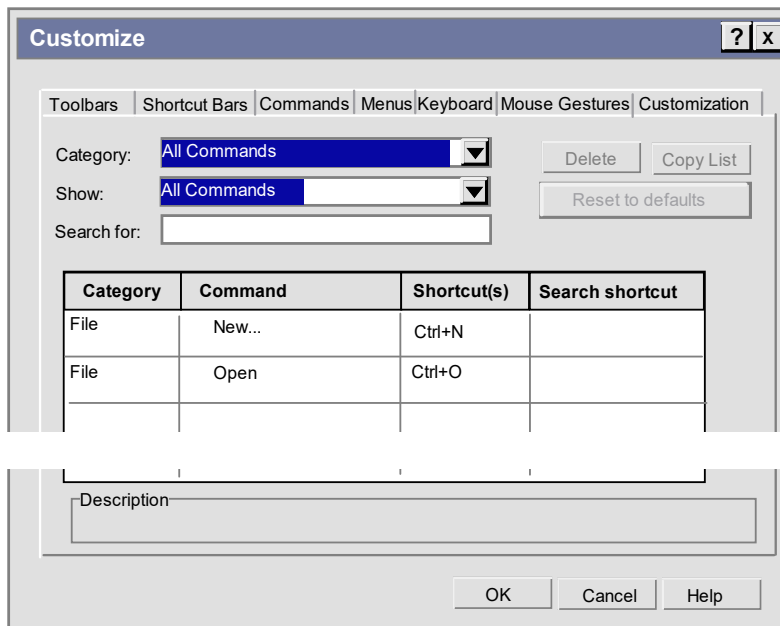 Customize ? x
Toolbars Shortcut Bars Commands Menus Keyboard Mouse Gestures Customization
Category: All Commands Delete Copy List
Show: All Commands Reset to defaults
Search for:
Category Command Shortcut(s) Search shortcut
File New... Ctrl+N
File Open Ctrl+O
Description
OK Cancel Help